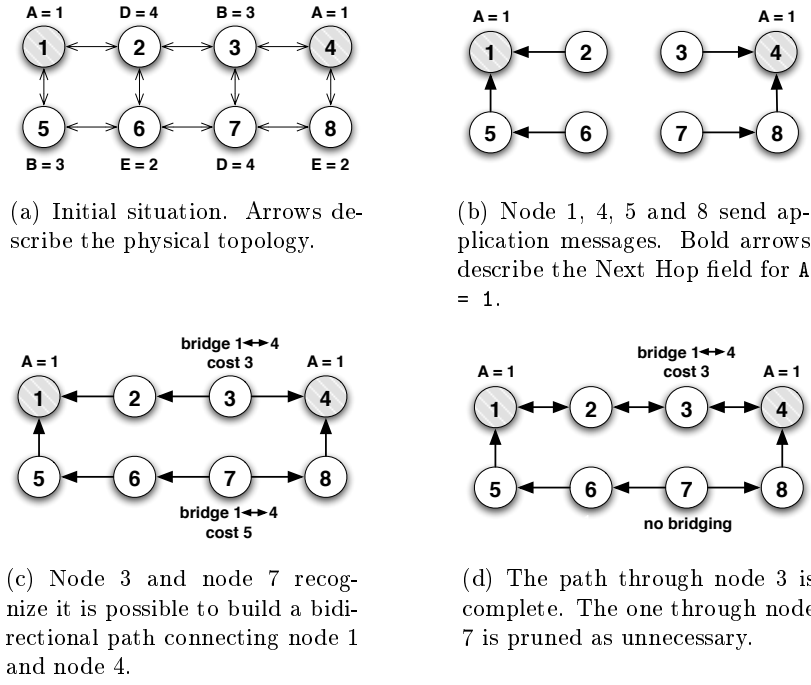 A = 1 D = 4 B = 3 A = 1
1 2 3 4
5 6 7 8
B = 3 E = 2 D = 4 E = 2
(a) Initial situation. Arrows de-
scribe the physical topology.
A = 1 A = 1
1 2 3 4
5 6 7 8
(b) Node 1, 4, 5 and 8 send ap-
plication messages. Bold arrows
describe the Next Hop field for A
= 1.
bridge 1↔4
A = 1 cost 3 A = 1
1 2 3 4
5 6 7 8
bridge 1↔4
cost 5
(c) Node 3 and node 7 recog-
nize it is possible to build a bidi-
rectional path connecting node 1
and node 4.
bridge 1↔4
A = 1 cost 3 A = 1
1 2 3 4
5 6 7 8
no bridging
(d) The path through node 3 is
complete. The one through node
7 is pruned as unnecessary.